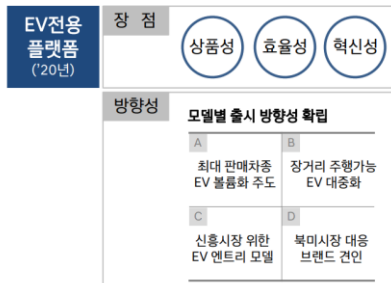 EV전용
플랫폼
('20년)
장 점
상품성
효율성
혁신성
방향성
모델별 출시 방향성 확립
A
최대 판매차종
EV 볼륨화 주도
B
장거리 주행가능
EV 대중화
C
신흥시장 위한
EV 엔트리 모델
D
북미시장 대응
브랜드 견인